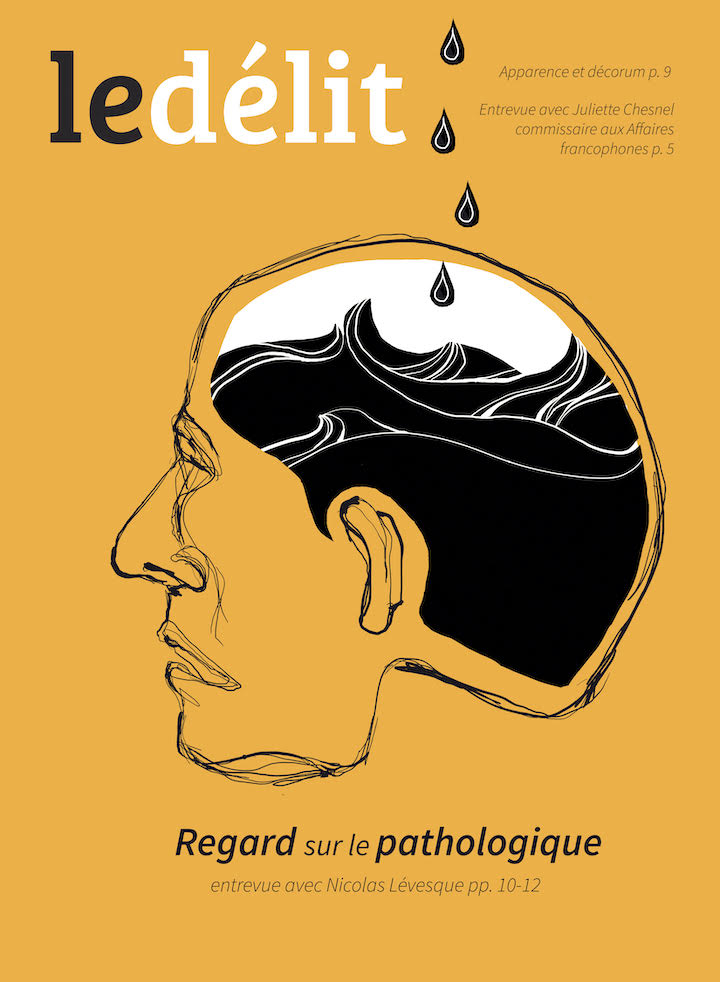 ledélit
Apparence et décorum p. 9
Entrevue avec Juliette Chesnel
commissaire aux Affaires
francophones p. 5
Regard sur le pathologique
entrevue avec Nicolas Lévesque pp. 10-12